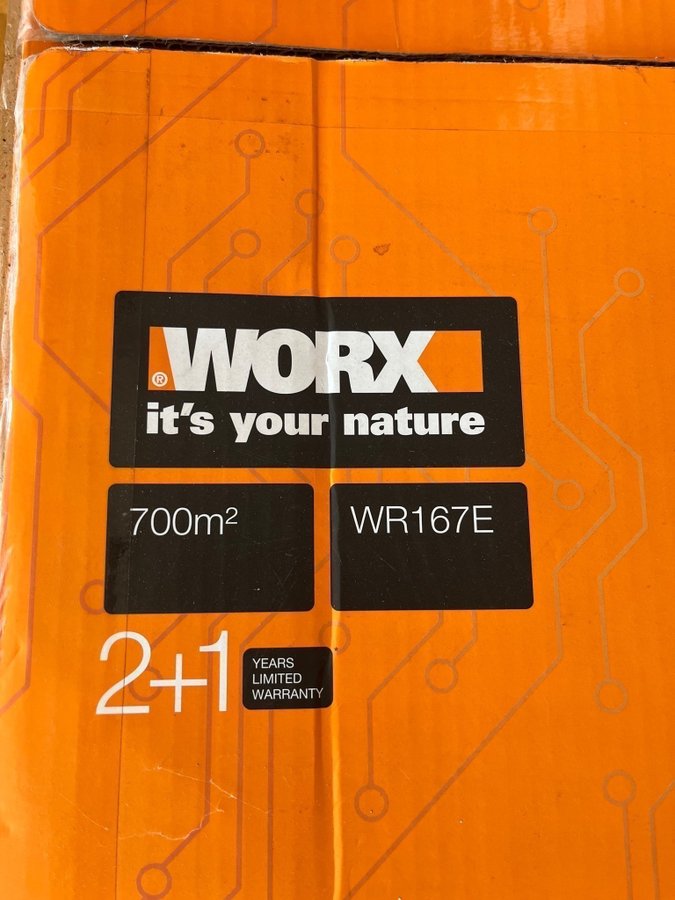 ®WORX
it's your nature
700m²
WR167E
2+1
YEARS
LIMITED
WARRANTY
*